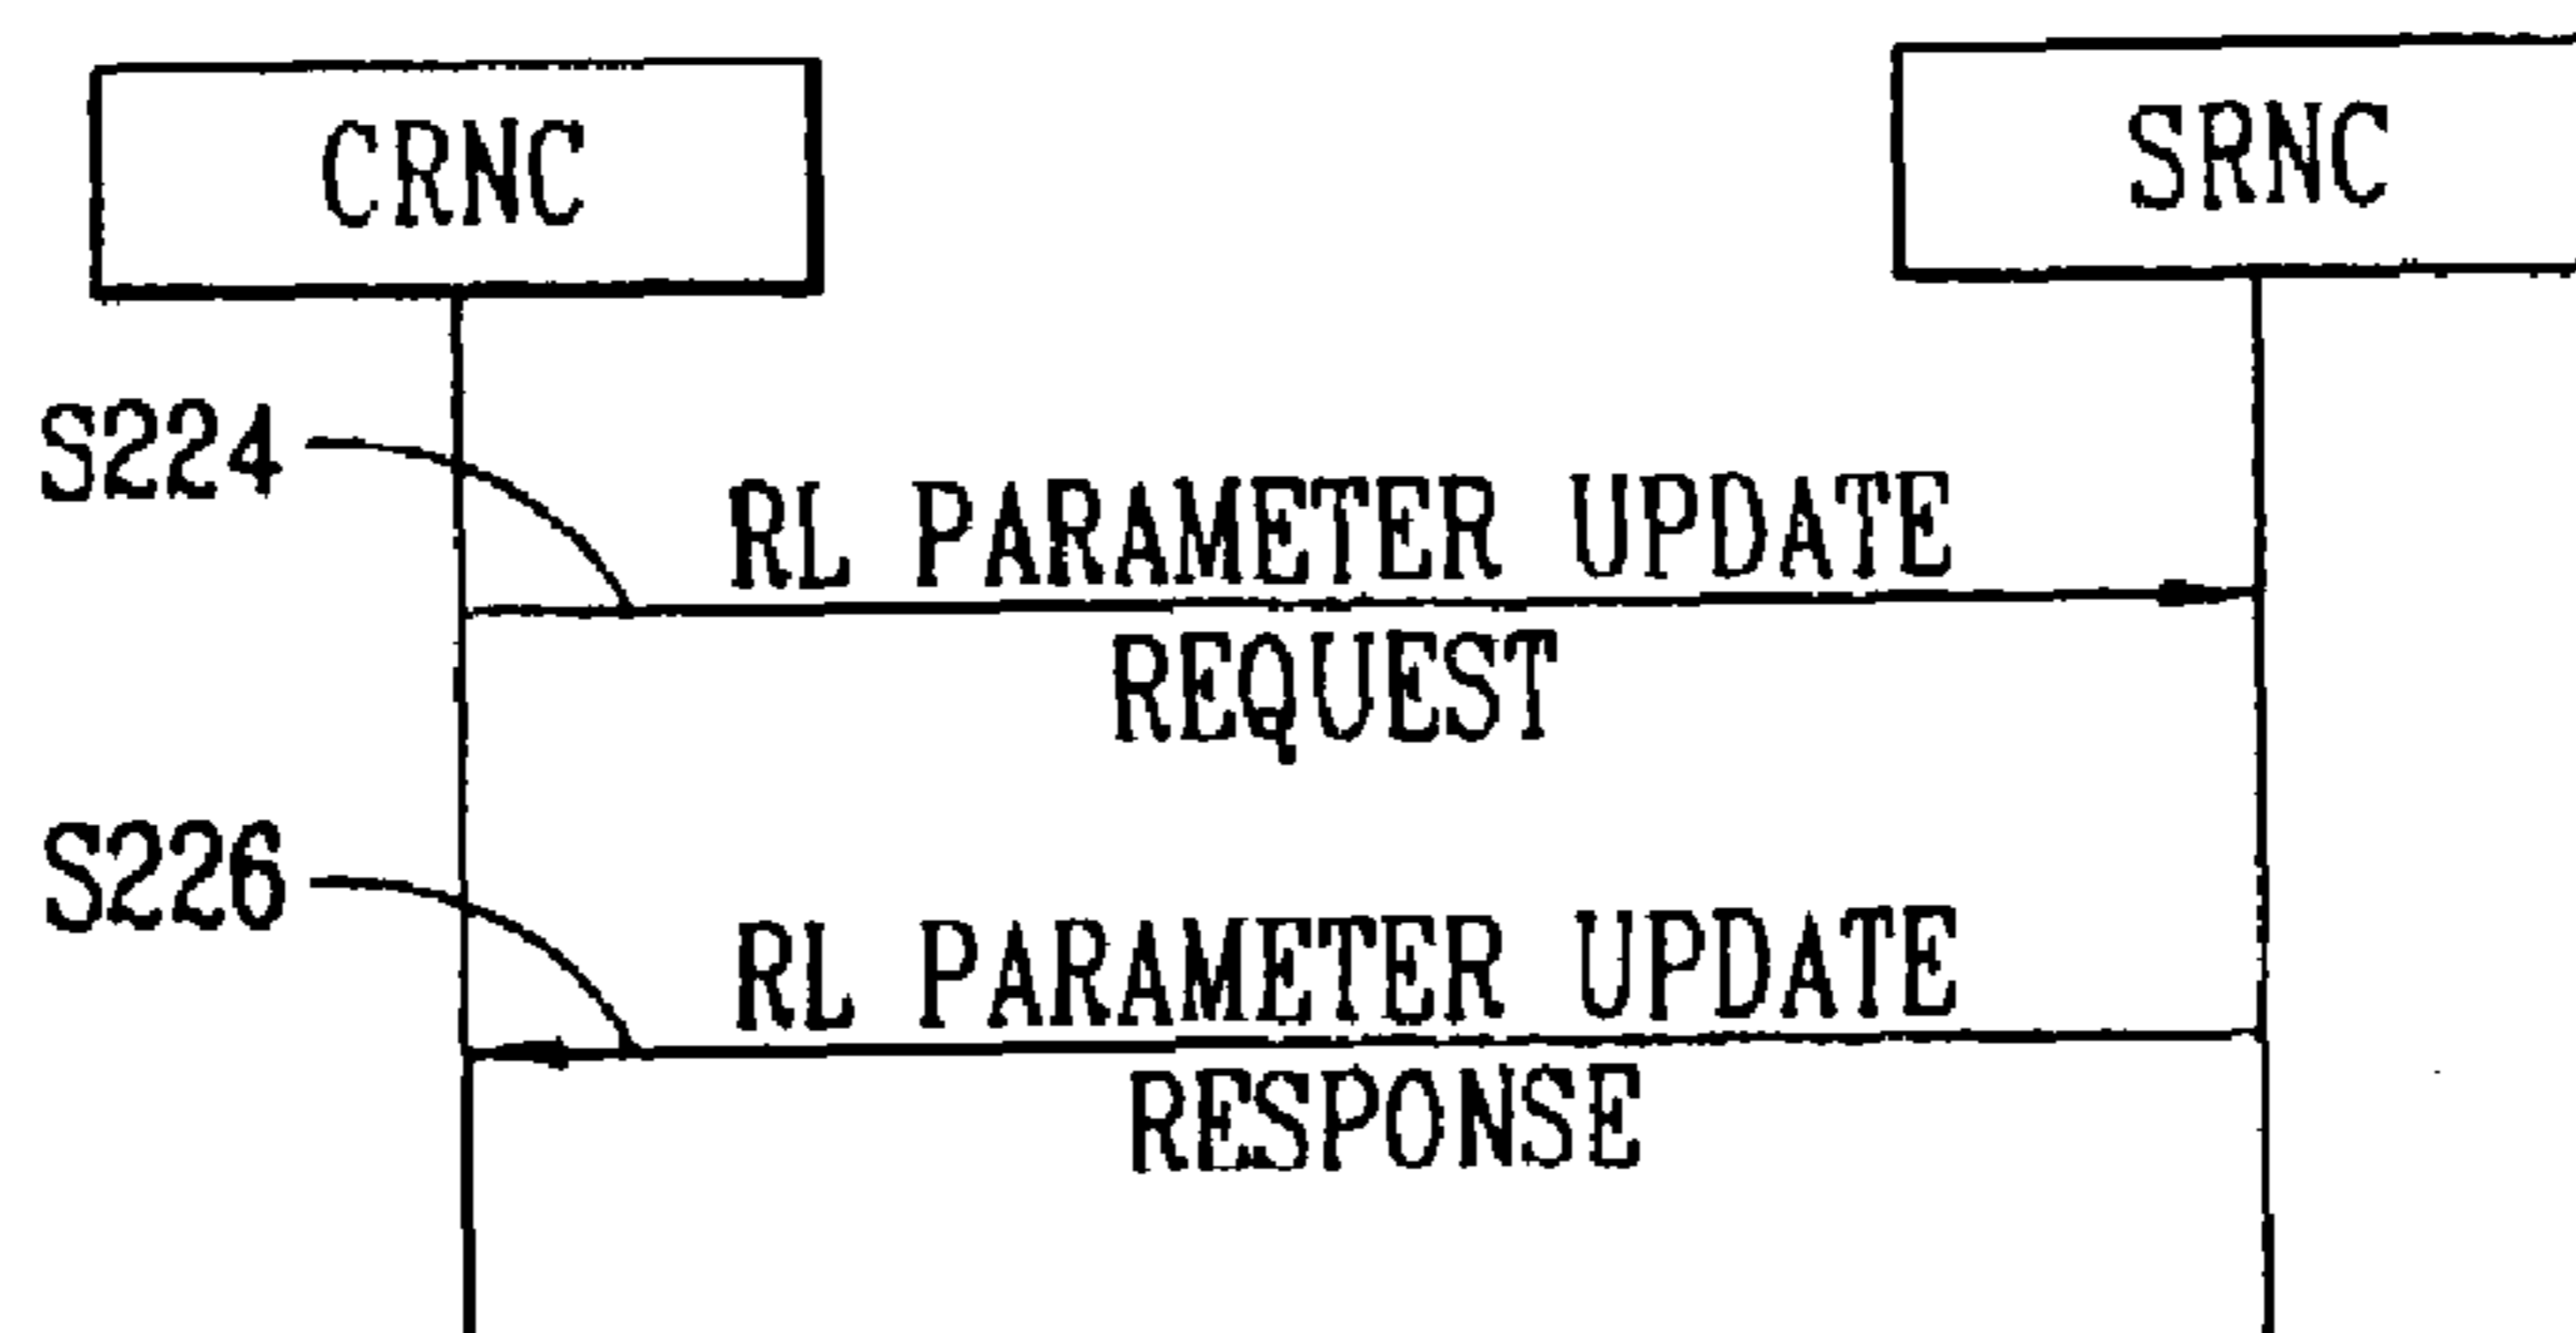 CRNC
SRNC
S224
RL PARAMETER UPDATE
REQUEST
S226
RL PARAMETER UPDATE
RESPONSE